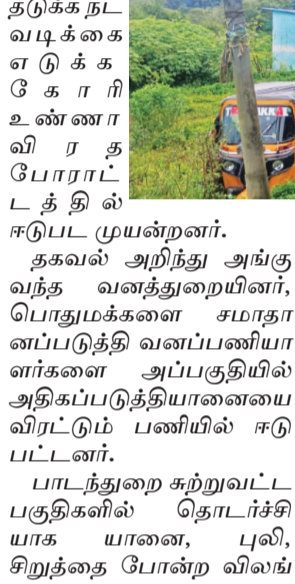 தடுக்க நட
வடிக்கை
எ டு க் க
கோ ரி
உண்ணா
வி ர த
போராட்
ட த் தி ல்
ஈடுபட முயன்றனர்.
தகவல் அறிந்து அங்கு
வந்த வனத்துறையினர்,
பொதுமக்களை சமாதா
னப்படுத்தி வனப்பணியா
ளர்களை அப்பகுதியில்
அதிகப்படுத்தியானையை
விரட்டும் பணியில் ஈடு
பட்டனர்.
பாடந்துறை சுற்றுவட்ட
பகுதிகளில் தொடர்ச்சி
யாக யானை, புலி,
சிறுத்தை போன்ற விலங்